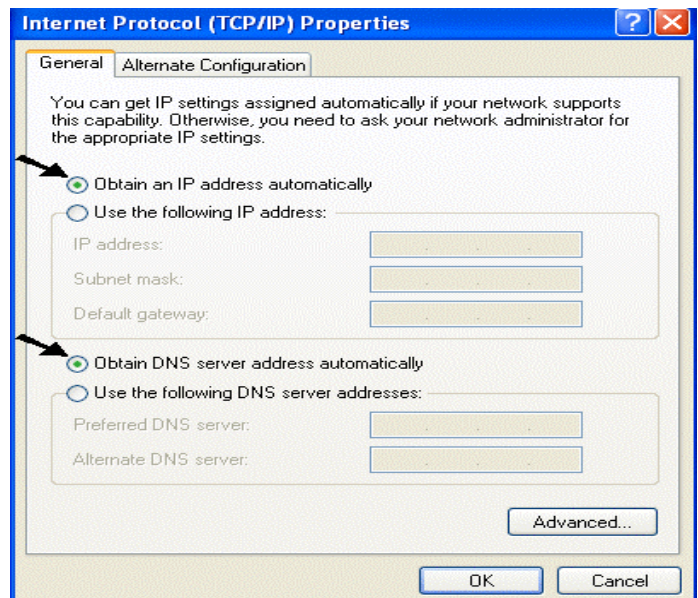 Internet Protocol (TCP/IP) Properties
General
Alternate Configuration
You can get IP settings assigned automatically if your network supports
this capability. Otherwise, you need to ask your network administrator for
the appropriate IP settings.
Obtain an IP address automatically
Use the following IP address:
IP address:
Subnet mask:
Default gateway:
Obtain DNS server address automatically
Use the following DNS server addresses:
Preferred DNS server:
Alternate DNS server:
Advanced...
OK
Cancel